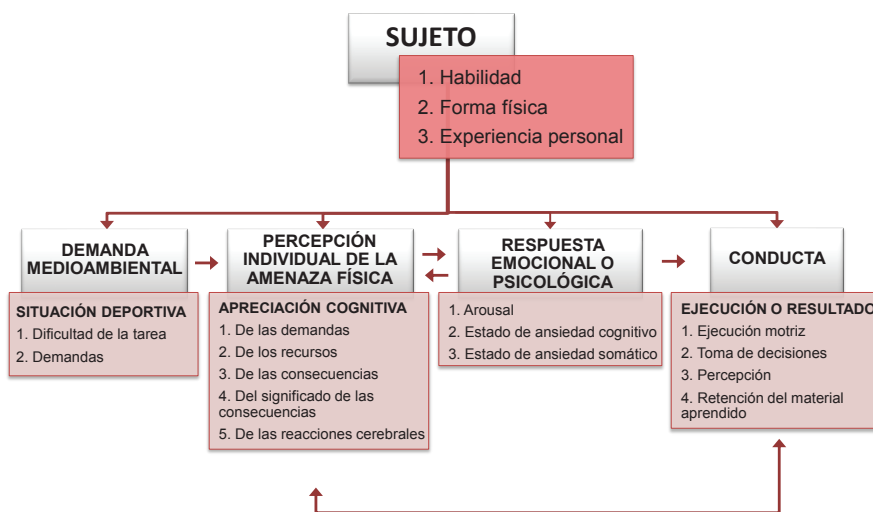 SUJETO
1. Habilidad
2. Forma física
3. Experiencia personal
DEMANDA
MEDIOAMBIENTAL
SITUACIÓN DEPORTIVA
1. Dificultad de la tarea
2. Demandas
PERCEPCIÓN
INDIVIDUAL DE LA
AMENAZA FÍSICA
APRECIACIÓN COGNITIVA
1. De las demandas
2. De los recursos
3. De las consecuencias
4. Del significado de las
consecuencias
5. De las reacciones cerebrales
RESPUESTA
EMOCIONAL O
PSICOLÓGICA
1. Arousal
2. Estado de ansiedad cognitivo
3. Estado de ansiedad somático
CONDUCTA
EJECUCIÓN O RESULTADO
1. Ejecución motriz
2. Toma de decisiones
3. Percepción
4. Retención del material
aprendido